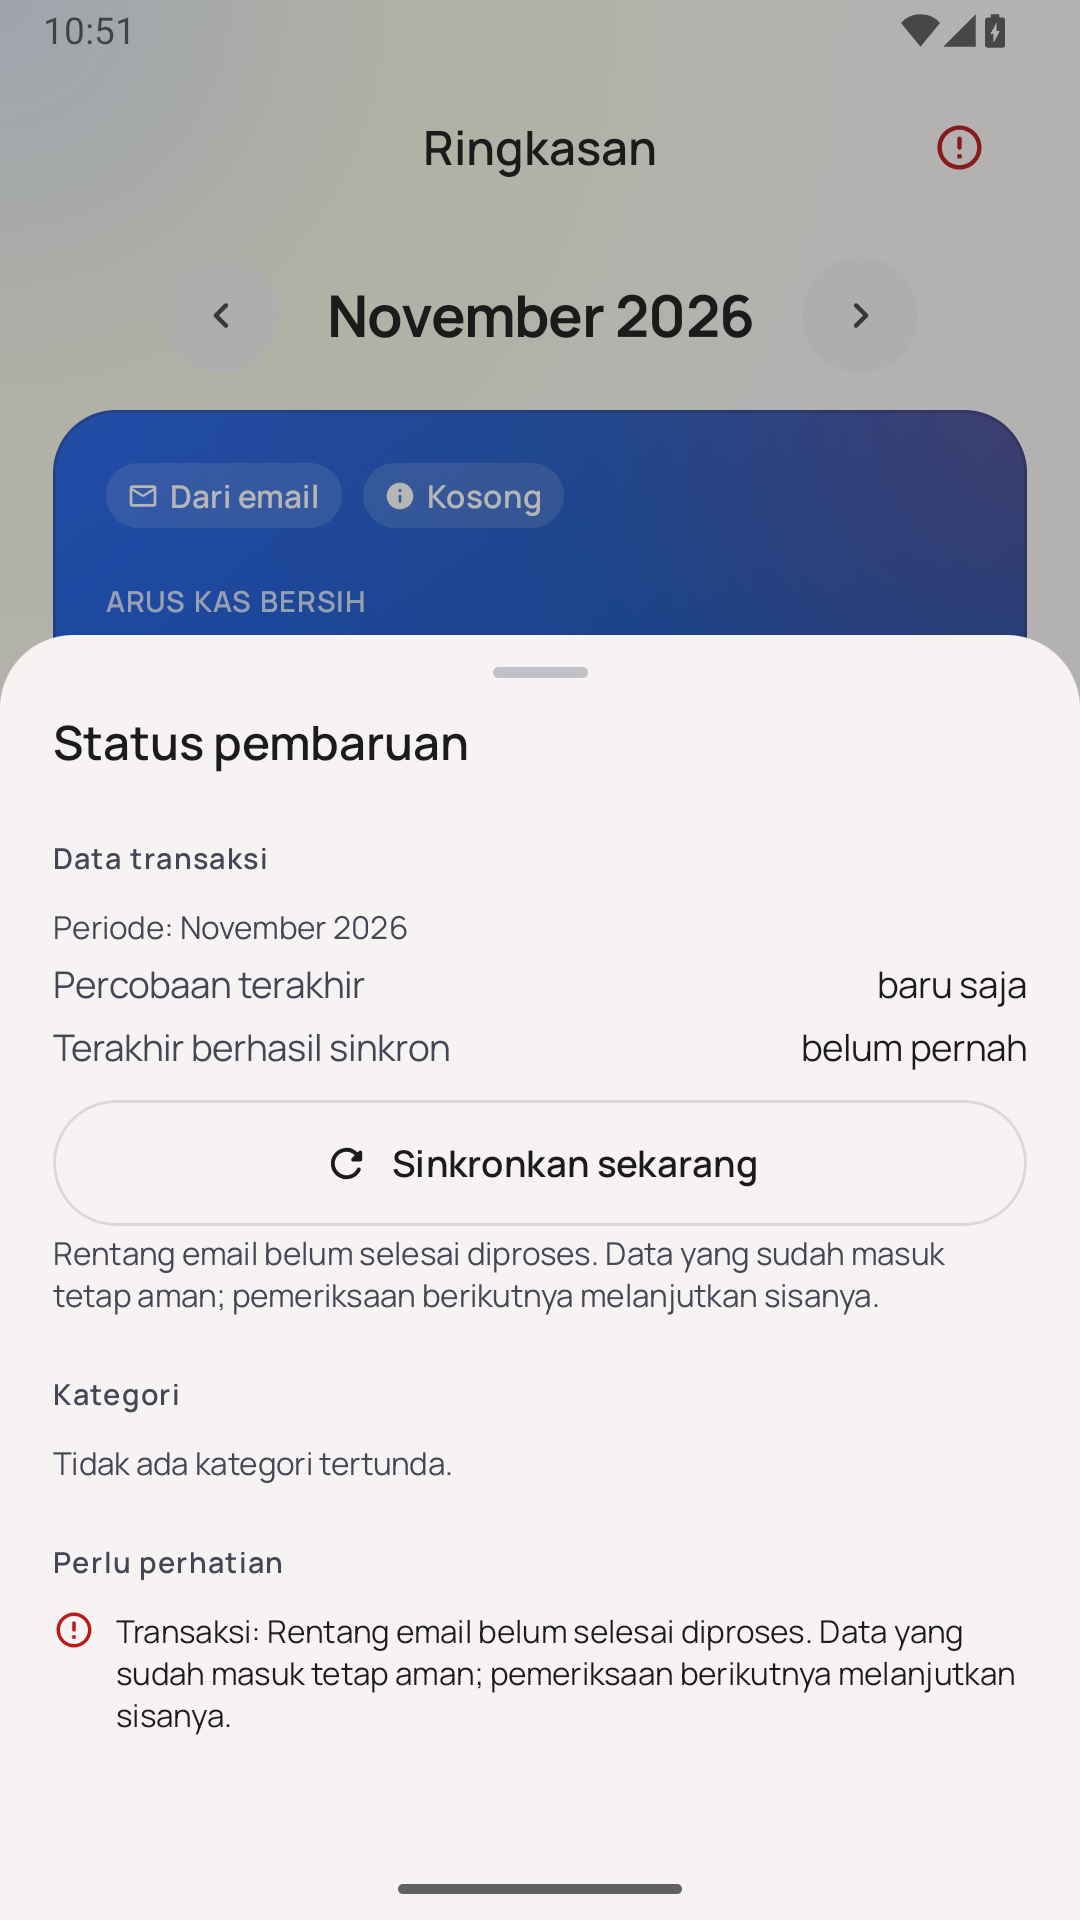 10:51
Ringkasan
November 2026
Dari email
Kosong
ARUS KAS BERSIH
Status pembaruan
Data transaksi
Periode: November 2026
Percobaan terakhir baru saja
Terakhir berhasil sinkron belum pernah
Sinkronkan sekarang
Rentang email belum selesai diproses. Data yang sudah masuk
tetap aman; pemeriksaan berikutnya melanjutkan sisanya.
Kategori
Tidak ada kategori tertunda.
Perlu perhatian
Transaksi: Rentang email belum selesai diproses. Data yang
sudah masuk tetap aman; pemeriksaan berikutnya melanjutkan
sisanya.